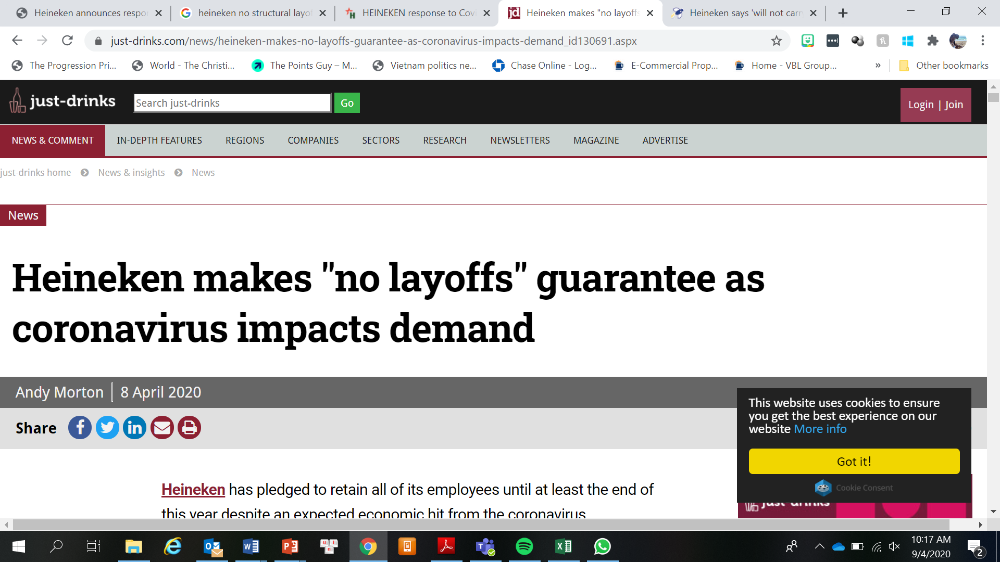 Heineken announces respor
heineken no structural layof
HEINEKEN response to Covi
Heineken makes "no layoffs
Heineken says 'will not carr
just-drinks.com/news/heineken-makes-no-layoffs-guarantee-as-coronavirus-impacts-demand_id130691.aspx
The Progression Pri...
World - The Christi...
The Points Guy – M...
Vietnam politics ne...
Chase Online - Log...
E-Commercial Prop...
Home - VBL Group...
»
Other bookmarks
just-drinks
Search just-drinks
Go
Login | Join
NEWS & COMMENT
IN-DEPTH FEATURES
REGIONS
COMPANIES
SECTORS
RESEARCH
NEWSLETTERS
MAGAZINE
ADVERTISE
just-drinks home
News & insights
News
News
Heineken makes "no layoffs" guarantee as
coronavirus impacts demand
Andy Morton | 8 April 2020
Share
This website uses cookies to ensure
you get the best experience on our
website More info
Got it!
Cookie Consent
Heineken has pledged to retain all of its employees until at least the end of
this year despite an expected economic hit from the coronavirus
just-drinks
10:17 AM
9/4/2020
2